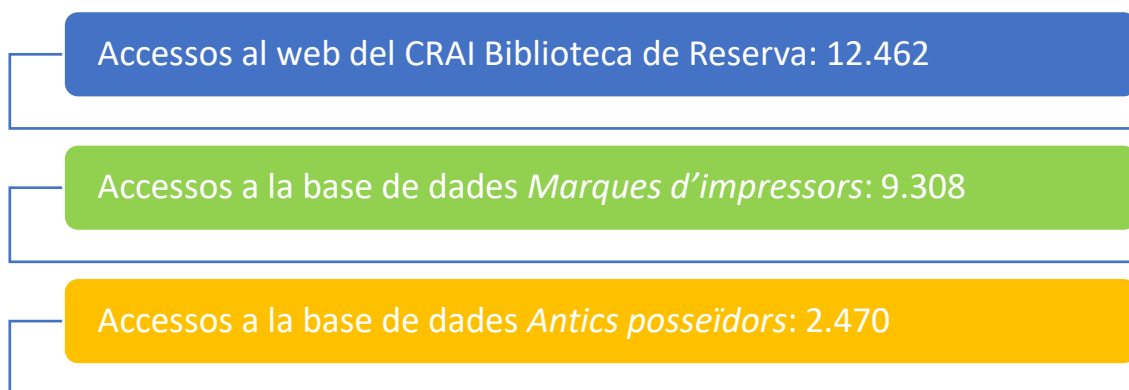 Accessos al web del CRAI Biblioteca de Reserva: 12.462
Accessos a la base de dades Marques d’impressors: 9.308
Accessos a la base de dades Antics posseïdors: 2.470